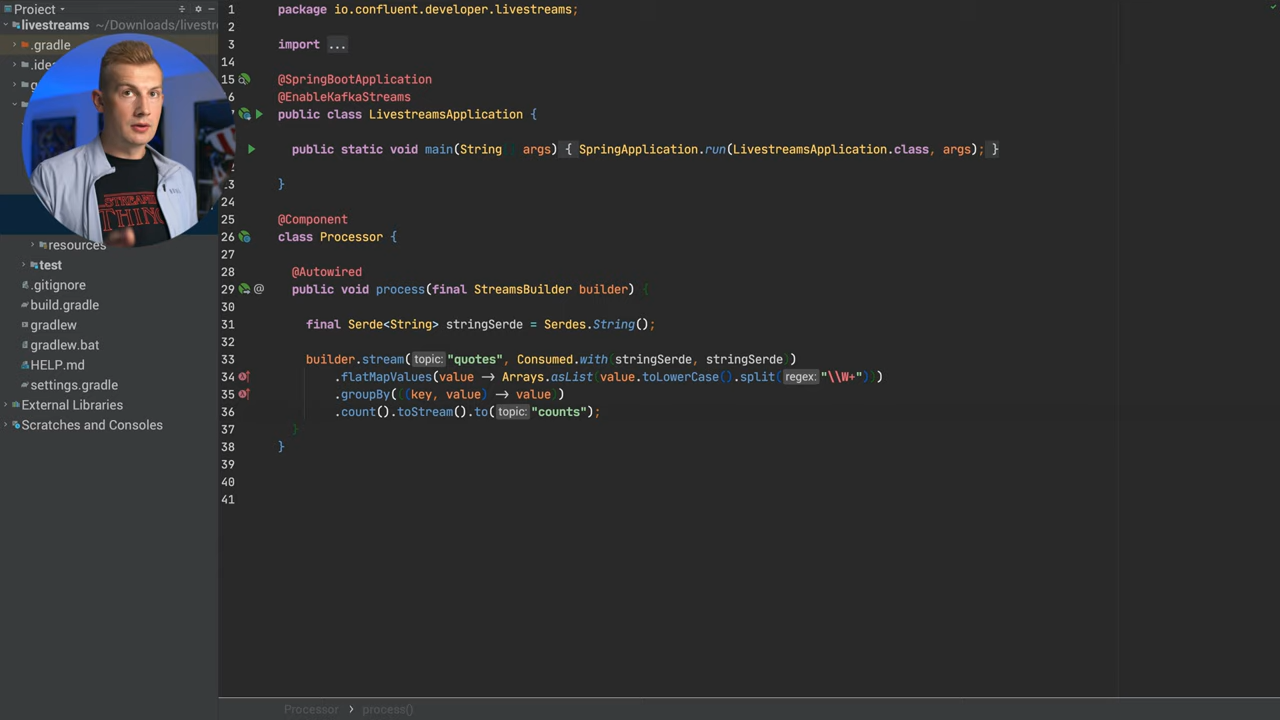 Project
livestreams ~/Downloads/livestre
.gradle
.ide
g
resources
test
.gitignore
build.gradle
gradlew
gradlew.bat
HELP.md
settings.gradle
External Libraries
Scratches and Consoles
1 package io.confluent.developer.livestreams;
2
3 import ...
14
15 @SpringBootApplication
6 @EnableKafkaStreams
7 public class LivestreamsApplication {
public static void main(String args) { SpringApplication.run(LivestreamsApplication.class, args); }
3 }
24
25 @Component
26 class Processor {
27
28 @Autowired
29 @ public void process(final StreamsBuilder builder) {
30
31 final Serde<String> stringSerde = Serdes.String();
32
33 builder.stream( topic: "quotes", Consumed.with(stringSerde, stringSerde))
34 .flatMapValues(value -> Arrays.asList(value.toLowerCase().split( regex: "\\W+")))
35 .groupBy((key, value) -> value)
36 .count().toStream().to( topic: "counts");
37 }
38 }
39
40
41
Processor > process()